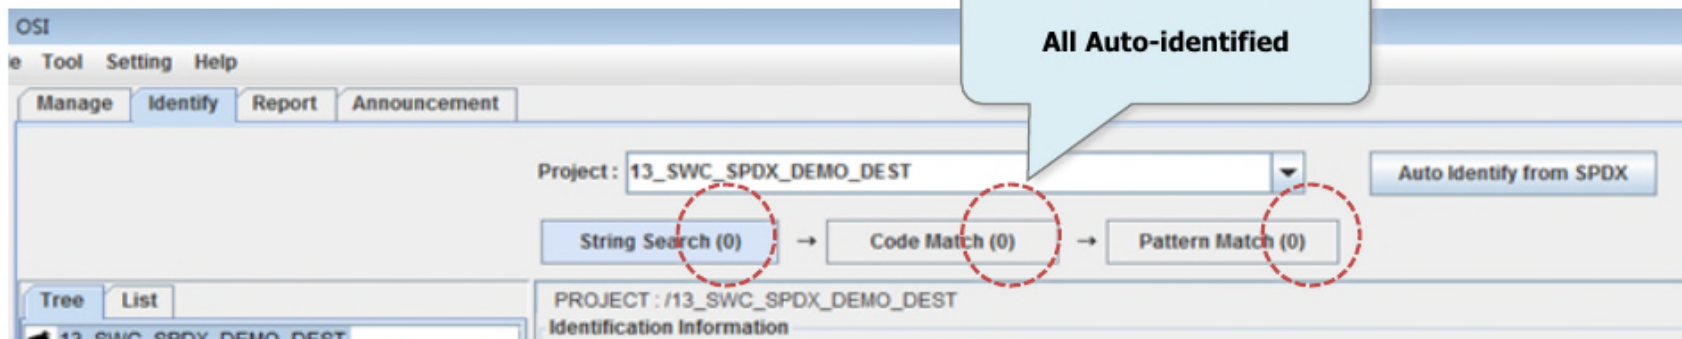 All Auto-identified
OSI
e Tool Setting Help
Manage Identify Report Announcement
Project : 13_SWC_SPDX_DEMO_DEST Auto Identify from SPDX
String Search (0) → Code Match (0) → Pattern Match (0)
Tree List
PROJECT : /13_SWC_SPDX_DEMO_DEST
13_SWC_SPDX_DEMO_DEST
Identification Information